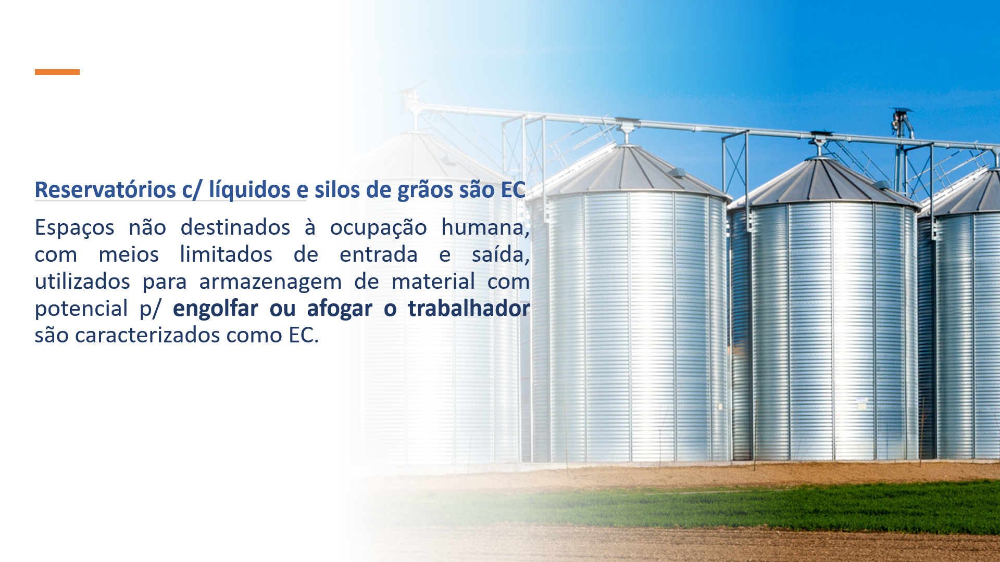 Reservatórios c/ líquidos e silos de grãos são EC
Espaços não destinados à ocupação humana,
com meios limitados de entrada e saída,
utilizados para armazenagem de material com
potencial p/ engolfar ou afogar o trabalhador
são caracterizados como EC.